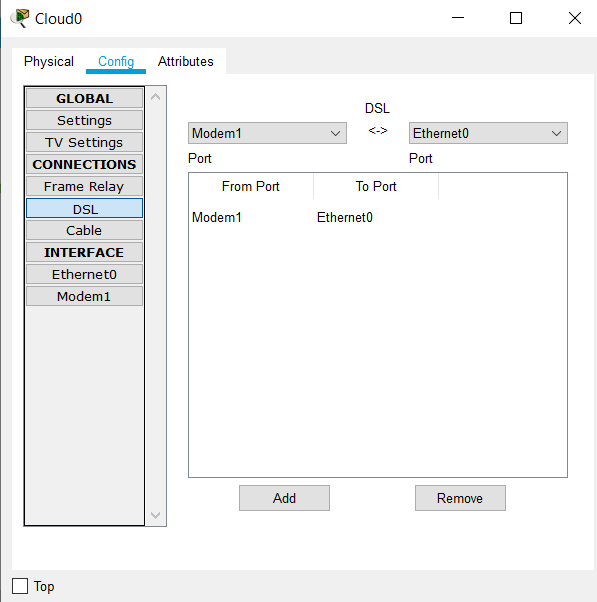 Cloud0
Physical Config Attributes
GLOBAL
Settings
TV Settings
CONNECTIONS
Frame Relay
DSL
Cable
INTERFACE
Ethernet0
Modem1
DSL
Modem1 <-> Ethernet0
Port Port
From Port To Port
Modem1 Ethernet0
Add Remove
Top